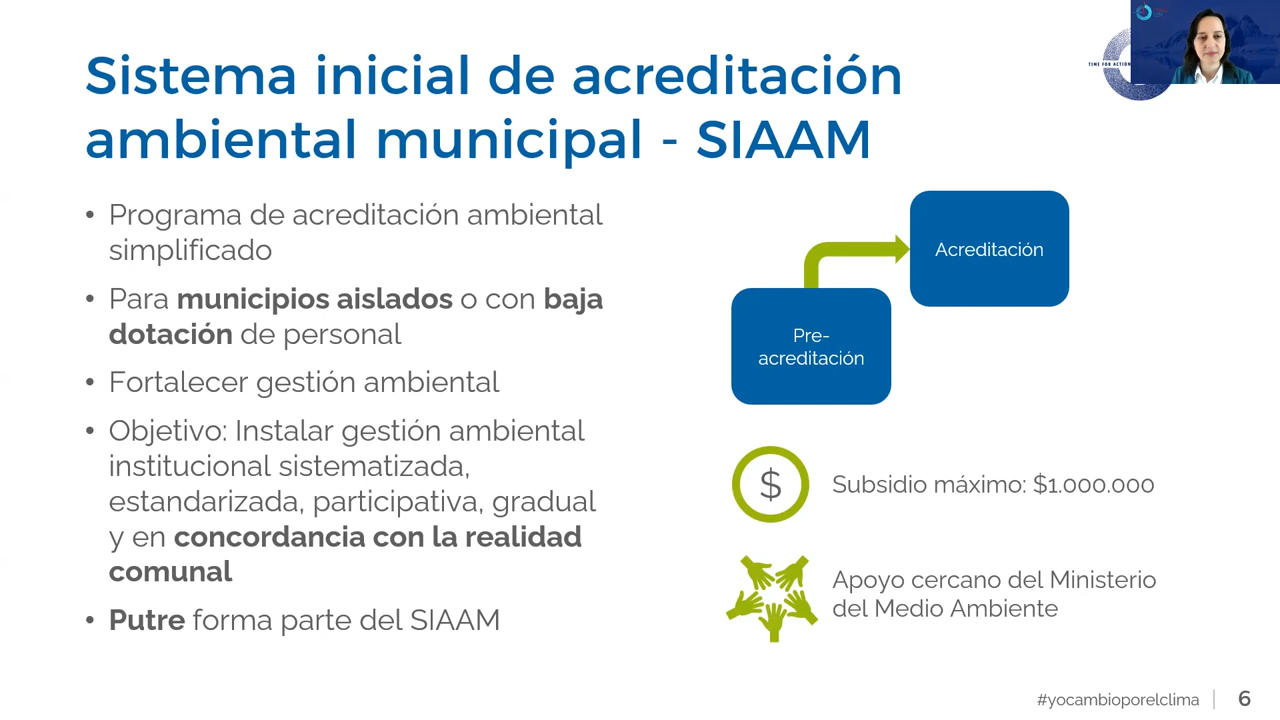 Sistema inicial de acreditación
ambiental municipal - SIAAM
TIME FOR ACTION
• Programa de acreditación ambiental
simplificado
• Para municipios aislados o con baja
dotación de personal
• Fortalecer gestión ambiental
• Objetivo: Instalar gestión ambiental
institucional sistematizada,
estandarizada, participativa, gradual
y en concordancia con la realidad
comunal
• Putre forma parte del SIAAM
Acreditación
Pre-
acreditación
$
Subsidio máximo: $1.000.000
Apoyo cercano del Ministerio
del Medio Ambiente
#yocambioporelclima
6